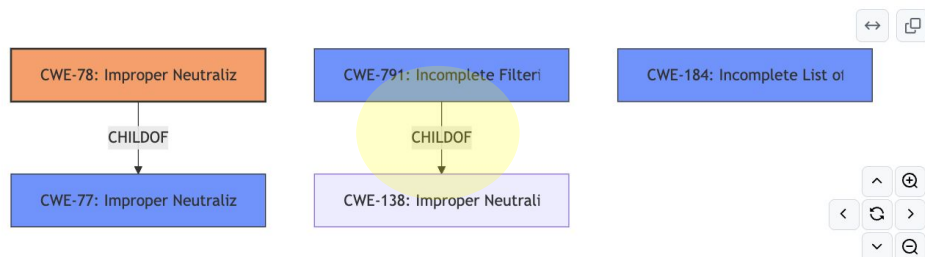 CWE-78: Improper Neutraliz
CWE-791: Incomplete Filteri
CWE-184: Incomplete List of
CHILDOF
CHILDOF
CWE-77: Improper Neutraliz
CWE-138: Improper Neutrali